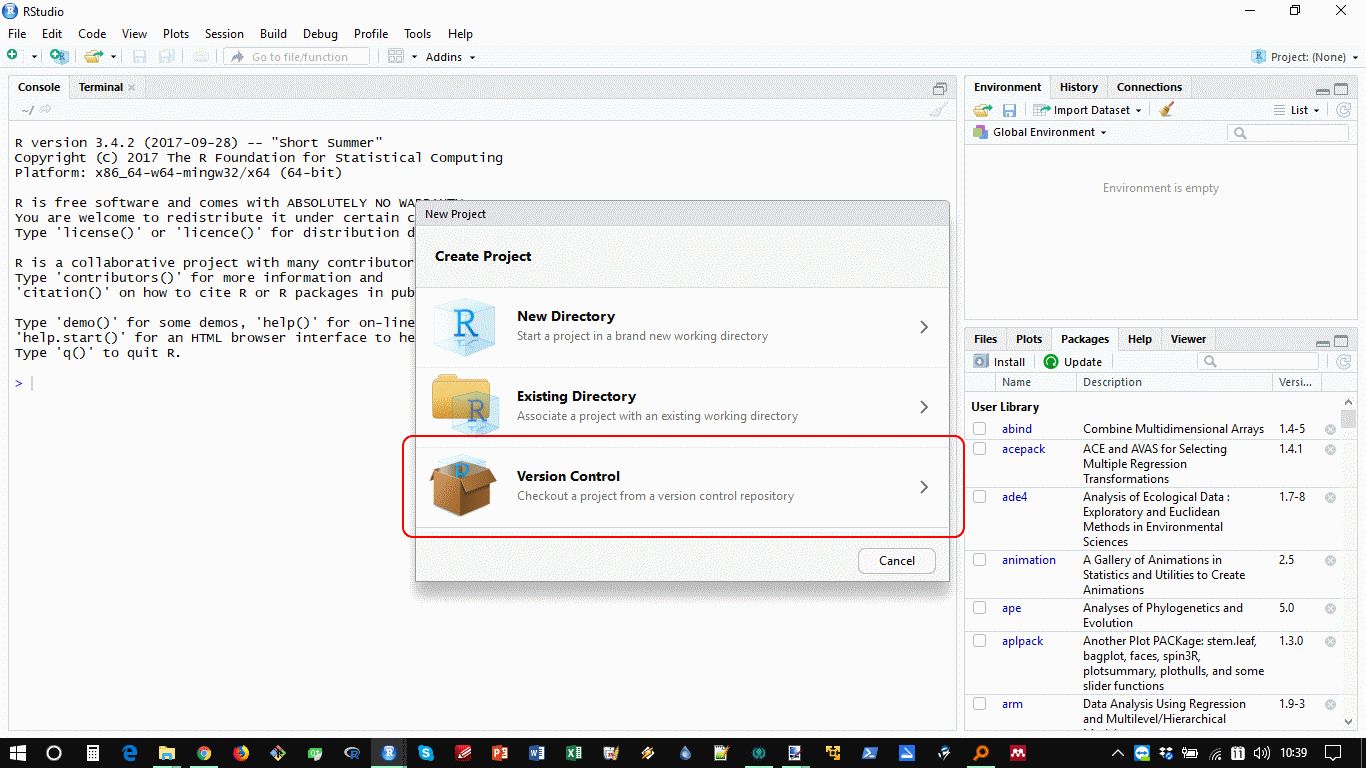 RStudio
File Edit Code View Plots Session Build Debug Profile Tools Help
Go to file/function Addins Project: (None)
Console Terminal
~/
R version 3.4.2 (2017-09-28) -- "Short Summer"
Copyright (C) 2017 The R Foundation for Statistical Computing
Platform: x86_64-w64-mingw32/x64 (64-bit)
R is free software and comes with ABSOLUTELY NO WARRANTY.
You are welcome to redistribute it under certain c
Type 'license()' or 'licence()' for distribution d
R is a collaborative project with many contributor
Type 'contributors()' for more information and
'citation()' on how to cite R or R packages in pub
Type 'demo()' for some demos, 'help()' for on-line
'help.start()' for an HTML browser interface to he
Type 'q()' to quit R.
>
New Project
Create Project
New Directory
Start a project in a brand new working directory
Existing Directory
Associate a project with an existing working directory
Version Control
Checkout a project from a version control repository
Cancel
Environment History Connections
Import Dataset List
Global Environment
Environment is empty
Files Plots Packages Help Viewer
Install Update
Name Description Versi...
User Library
abind Combine Multidimensional Arrays 1.4-5
acepack ACE and AVAS for Selecting 1.4.1
Multiple Regression
Transformations
ade4 Analysis of Ecological Data : 1.7-8
Exploratory and Euclidean
Methods in Environmental
Sciences
animation A Gallery of Animations in 2.5
Statistics and Utilities to Create
Animations
ape Analyses of Phylogenetics and 5.0
Evolution
aplpack Another Plot PACKage: stem.leaf, 1.3.0
bagplot, faces, spin3R,
plotsummary, plothulls, and some
slider functions
arm Data Analysis Using Regression 1.9-3
and Multilevel/Hierarchical
10:39